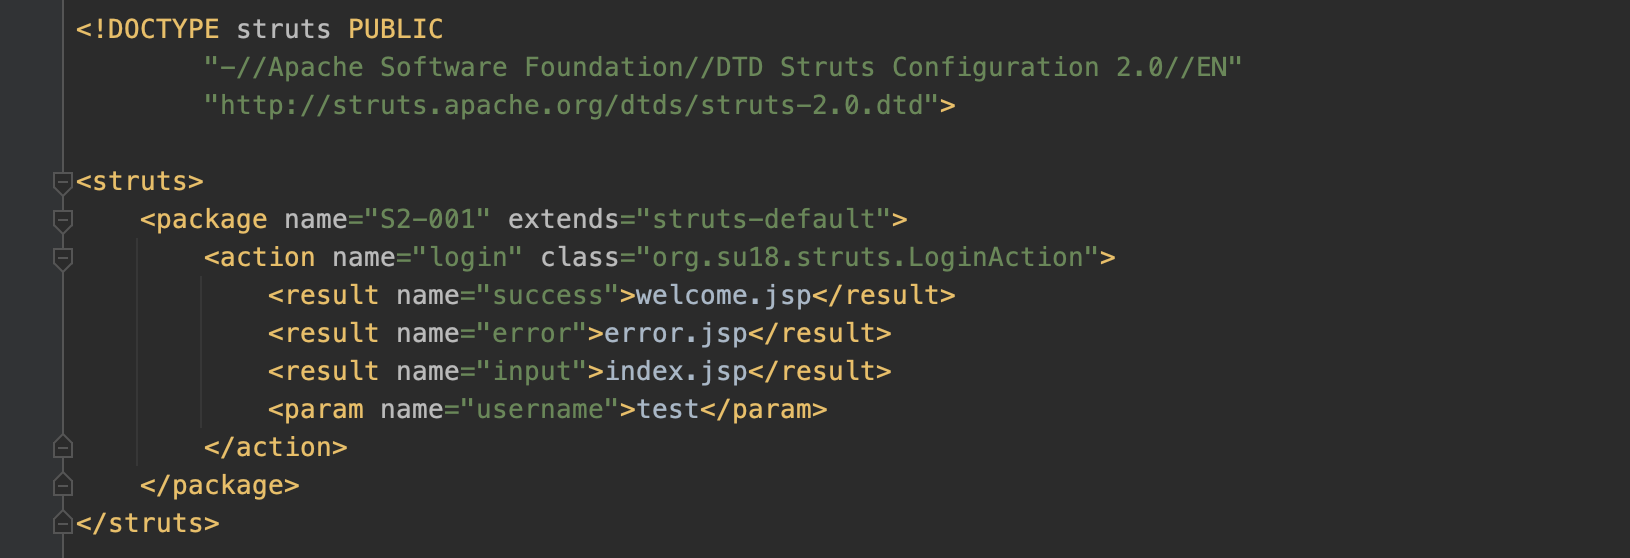 <!DOCTYPE struts PUBLIC
"-//Apache Software Foundation//DTD Struts Configuration 2.0//EN"
"http://struts.apache.org/dtds/struts-2.0.dtd">
<struts>
<package name="S2-001" extends="struts-default">
<action name="login" class="org.su18.struts.LoginAction">
<result name="success">welcome.jsp</result>
<result name="error">error.jsp</result>
<result name="input">index.jsp</result>
<param name="username">test</param>
</action>
</package>
</struts>